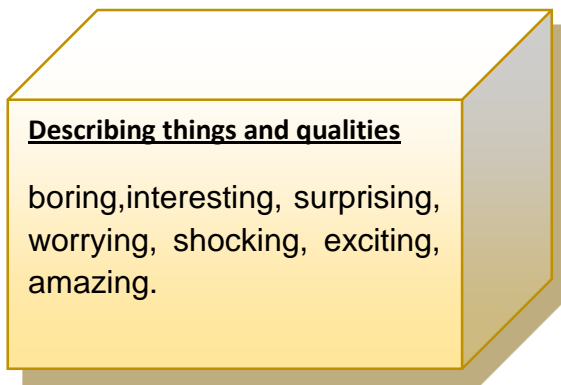 Describing things and qualities
boring,interesting, surprising,
worrying, shocking, exciting,
amazing.